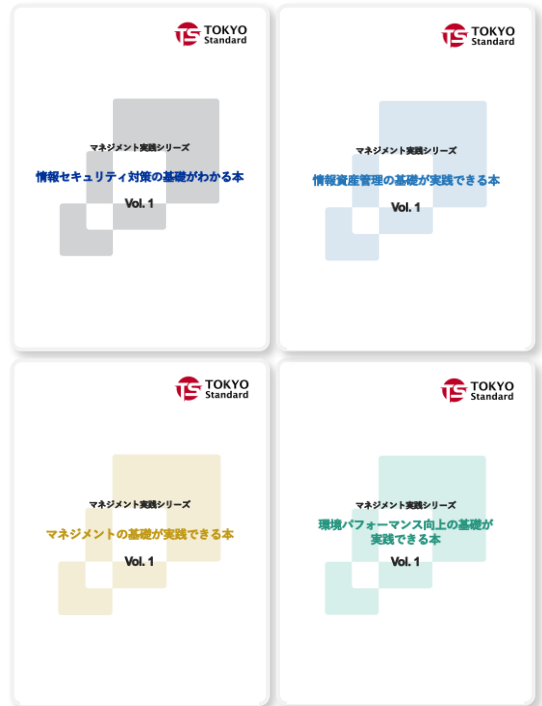 TS TOKYO
Standard
マネジメント実践シリーズ
情報セキュリティ対策の基礎がわかる本
Vol. 1
TS TOKYO
Standard
マネジメント実践シリーズ
情報資産管理の基礎が実践できる本
Vol. 1
TS TOKYO
Standard
マネジメント実践シリーズ
マネジメントの基礎が実践できる本
Vol. 1
TS TOKYO
Standard
マネジメント実践シリーズ
環境パフォーマンス向上の基礎が
実践できる本
Vol. 1